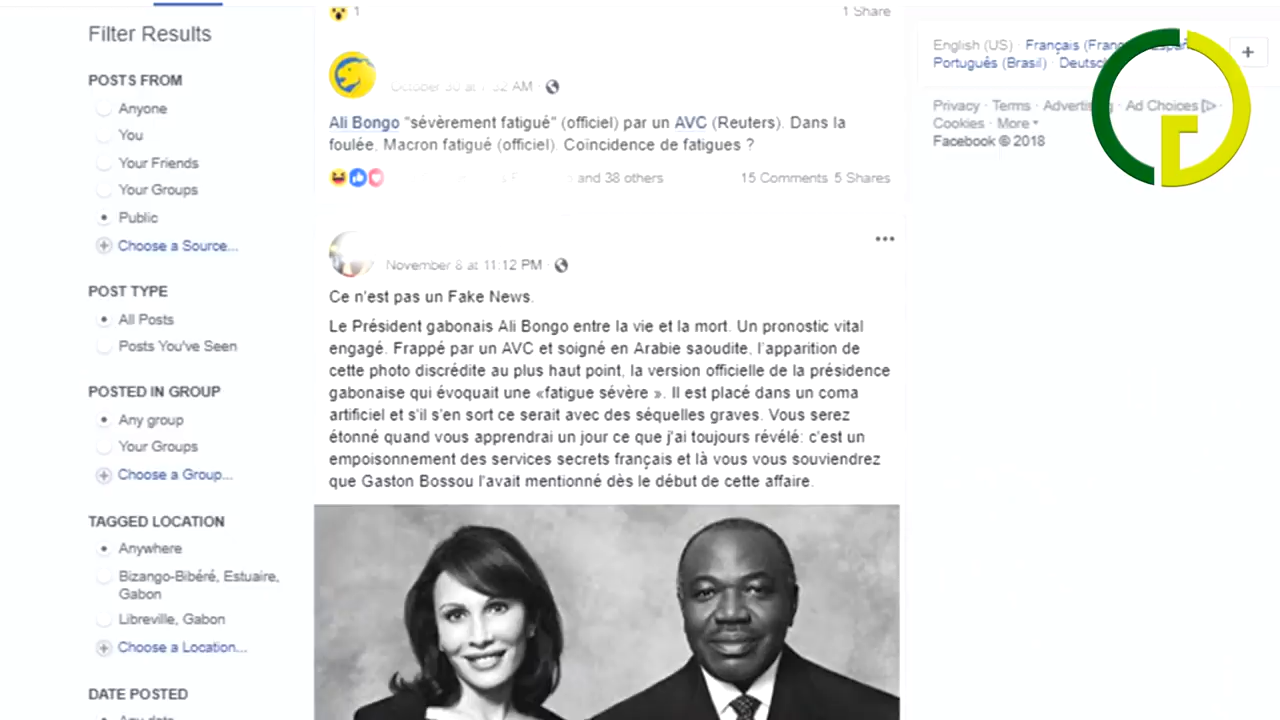 Filter Results
POSTS FROM
Anyone
You
Your Friends
Your Groups
Public
Choose a Source...
POST TYPE
All Posts
Posts You've Seen
POSTED IN GROUP
Any group
Your Groups
Choose a Group...
TAGGED LOCATION
Anywhere
Bizango-Bibéré, Estuaire,
Gabon
Libreville, Gabon
Choose a Location...
DATE POSTED
Any date
1
1 Share
October 30 at AM ·
Ali Bongo "sévèrement fatigué" (officiel) par un AVC (Reuters). Dans la
foulée, Macron fatigué (officiel). Coïncidence de fatigues ?
and 38 others
15 Comments 5 Shares
November 8 at 11:12 PM ·
Ce n'est pas un Fake News.
Le Président gabonais Ali Bongo entre la vie et la mort. Un pronostic vital
engagé. Frappé par un AVC et soigné en Arabie saoudite, l'apparition de
cette photo discrédite au plus haut point, la version officielle de la présidence
gabonaise qui évoquait une «fatigue sévère ». Il est placé dans un coma
artificiel et s'il s'en sort ce serait avec des séquelles graves. Vous serez
étonné quand vous apprendrai un jour ce que j'ai toujours révélé: c'est un
empoisonnement des services secrets français et là vous vous souviendrez
que Gaston Bossou l'avait mentionné dès le début de cette affaire.
English (US) · Français
Português (Brasil) ·
Privacy · Terms · · Ad Choices
Cookies · More
Facebook © 2018